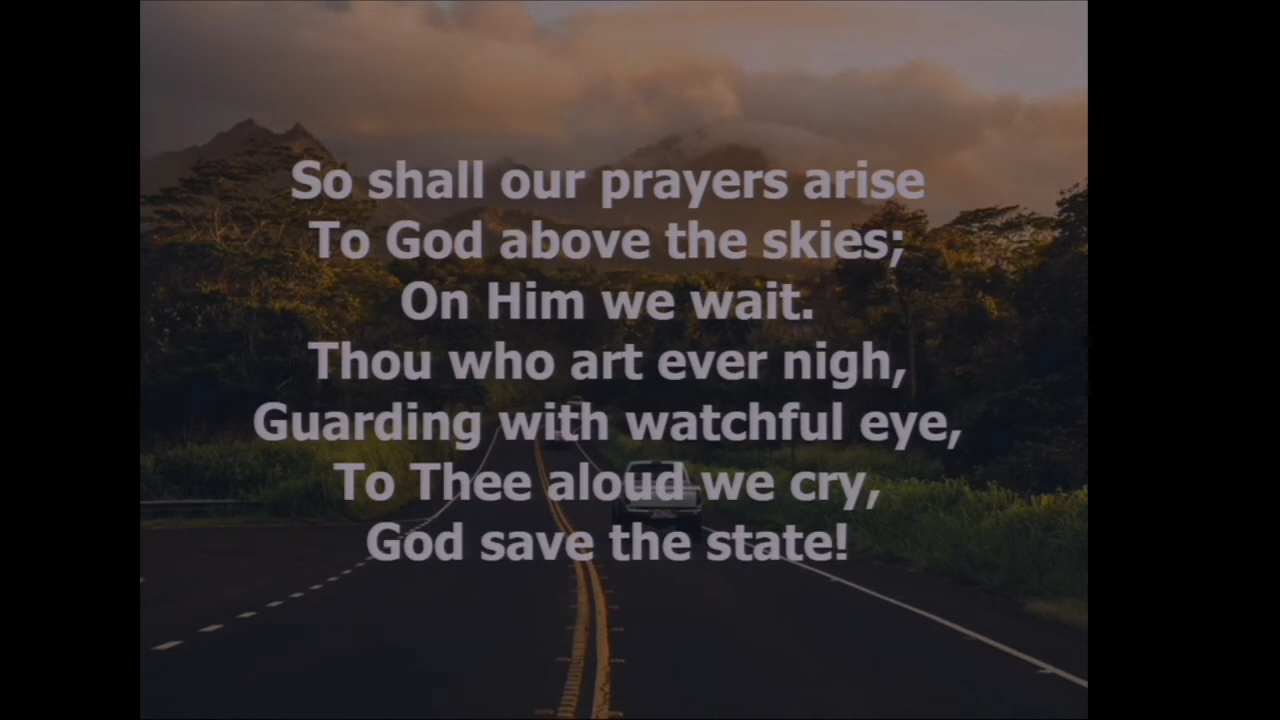 So shall our prayers arise
To God above the skies;
On Him we wait.
Thou who art ever nigh,
Guarding with watchful eye,
To Thee aloud we cry,
God save the state!